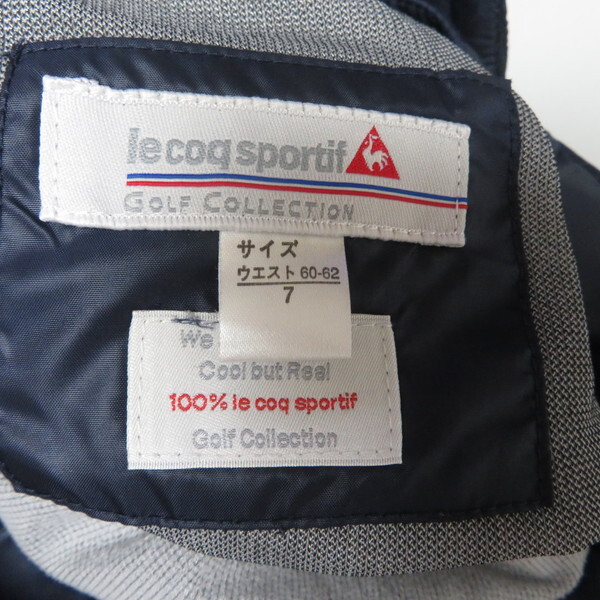 le coq sportif
GOLF COLLECTION
サイズ
ウエスト 60-62
7
We
Cool but Real
100% le coq sportif
Golf Collection